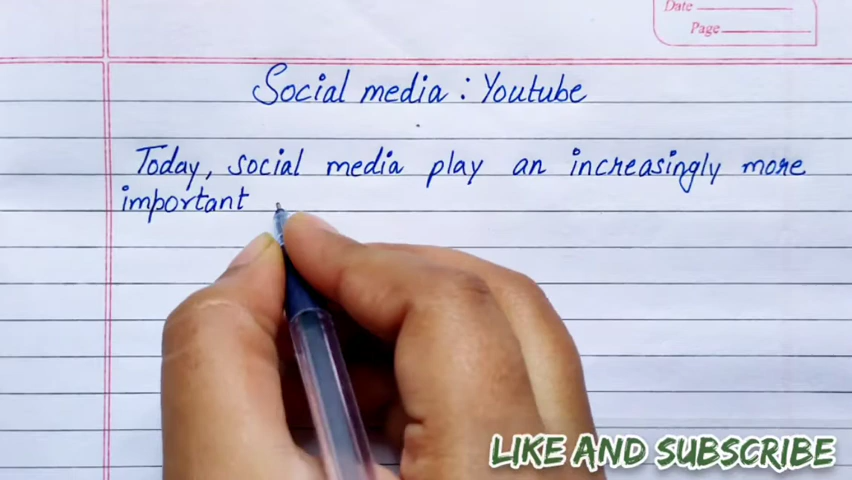 Date
Page
Social media : Youtube
Today, social media play an increasingly more
important
LIKE AND SUBSCRIBE